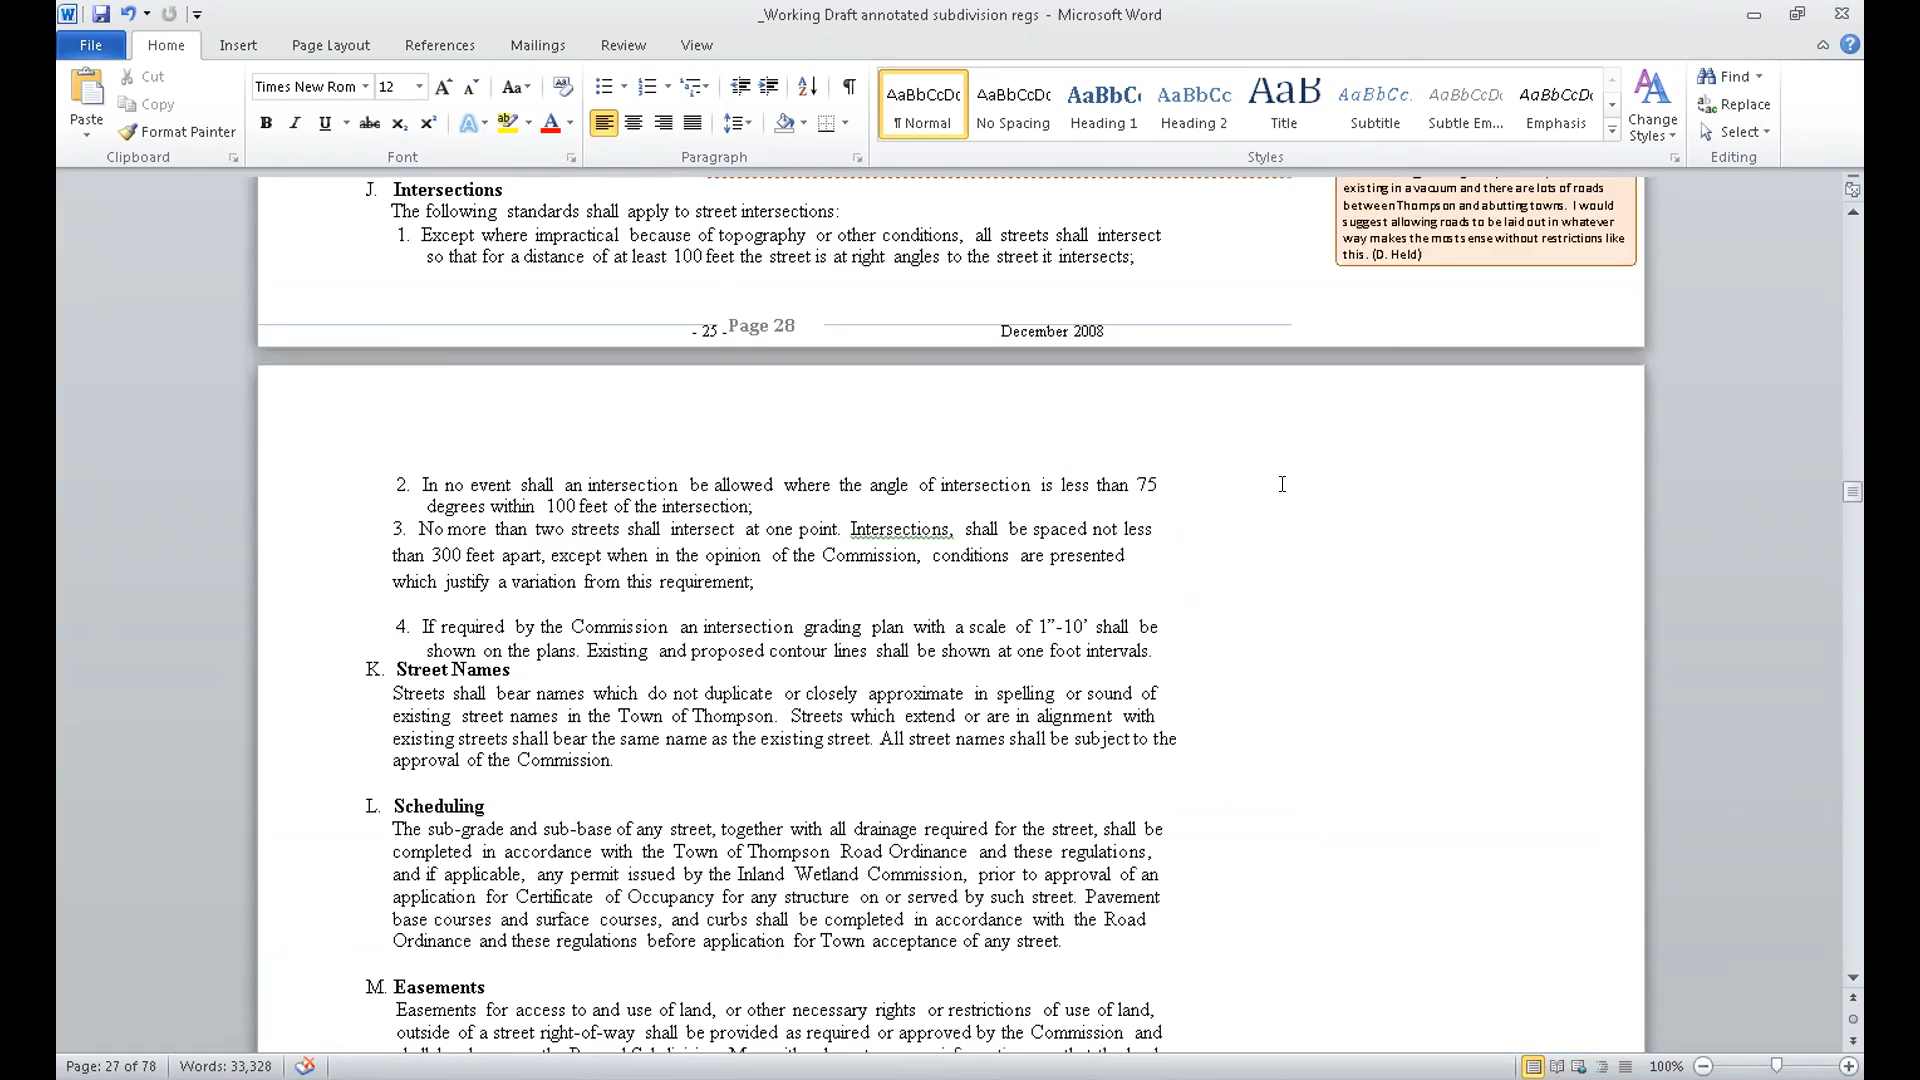 _Working Draft annotated subdivision regs - Microsoft Word
File Home Insert Page Layout References Mailings Review View
Paste
Cut
Copy
Format Painter
Clipboard
Times New Rom 12
Font
Paragraph
AaBbCcDc AaBbCcDc AaBbC AaBbCc AaB AaBbCc. AaBbCcDc AaBbCcDc
¶ Normal No Spacing Heading 1 Heading 2 Title Subtitle Subtle Em... Emphasis
Change Styles
Styles
Find
Replace
Select
Editing
J. Intersections
The following standards shall apply to street intersections:
1. Except where impractical because of topography or other conditions, all streets shall intersect
so that for a distance of at least 100 feet the street is at right angles to the street it intersects;
existing in a vacuum and there are lots of roads
between Thompson and abutting towns. I would
suggest allowing roads to be laid out in whatever
way makes the most sense without restrictions like
this. (D. Held)
- 25 - Page 28 December 2008
2. In no event shall an intersection be allowed where the angle of intersection is less than 75
degrees within 100 feet of the intersection;
3. No more than two streets shall intersect at one point. Intersections, shall be spaced not less
than 300 feet apart, except when in the opinion of the Commission, conditions are presented
which justify a variation from this requirement;
4. If required by the Commission an intersection grading plan with a scale of 1”-10’ shall be
shown on the plans. Existing and proposed contour lines shall be shown at one foot intervals.
K. Street Names
Streets shall bear names which do not duplicate or closely approximate in spelling or sound of
existing street names in the Town of Thompson. Streets which extend or are in alignment with
existing streets shall bear the same name as the existing street. All street names shall be subject to the
approval of the Commission.
L. Scheduling
The sub-grade and sub-base of any street, together with all drainage required for the street, shall be
completed in accordance with the Town of Thompson Road Ordinance and these regulations,
and if applicable, any permit issued by the Inland Wetland Commission, prior to approval of an
application for Certificate of Occupancy for any structure on or served by such street. Pavement
base courses and surface courses, and curbs shall be completed in accordance with the Road
Ordinance and these regulations before application for Town acceptance of any street.
M. Easements
Easements for access to and use of land, or other necessary rights or restrictions of use of land,
outside of a street right-of-way shall be provided as required or approved by the Commission and
Page: 27 of 78 Words: 33,328 100%